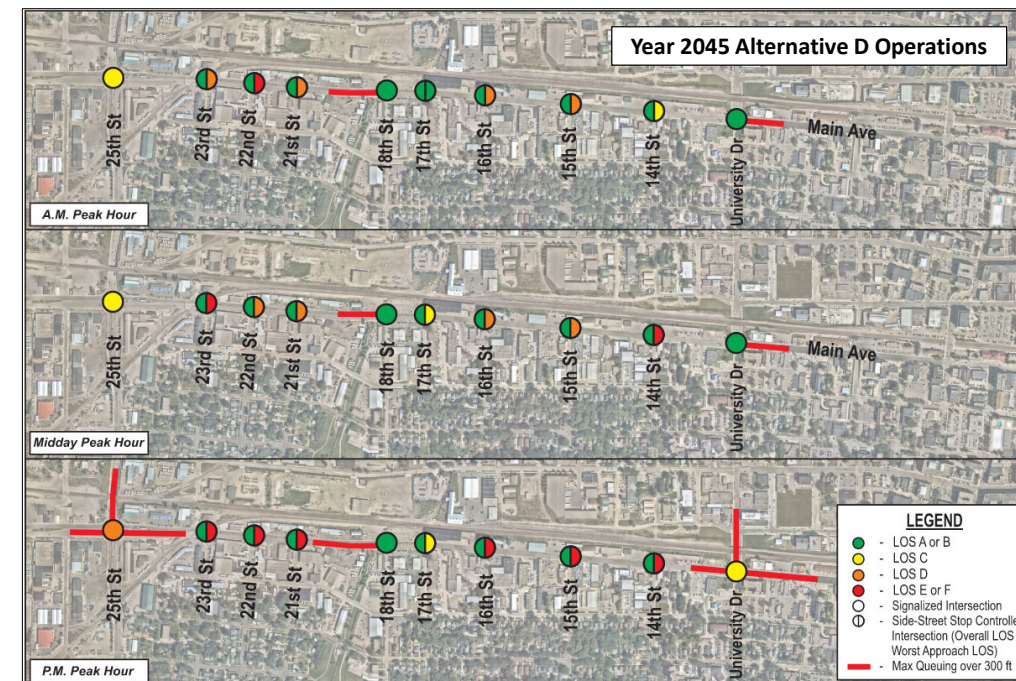 Year 2045 Alternative D Operations
25th St
23rd St
22nd St
21st St
18th St
17th St
16th St
15th St
14th St
University Dr
Main Ave
A.M. Peak Hour
25th St
23rd St
22nd St
21st St
18th St
17th St
16th St
15th St
14th St
University Dr
Main Ave
Midday Peak Hour
25th St
23rd St
22nd St
21st St
18th St
17th St
16th St
15th St
14th St
University Dr
P.M. Peak Hour
LEGEND
- LOS A or B
- LOS C
- LOS D
- LOS E or F
- Signalized Intersection
- Side-Street Stop Controlle
Intersection (Overall LOS
Worst Approach LOS)
- Max Queuing over 300 ft